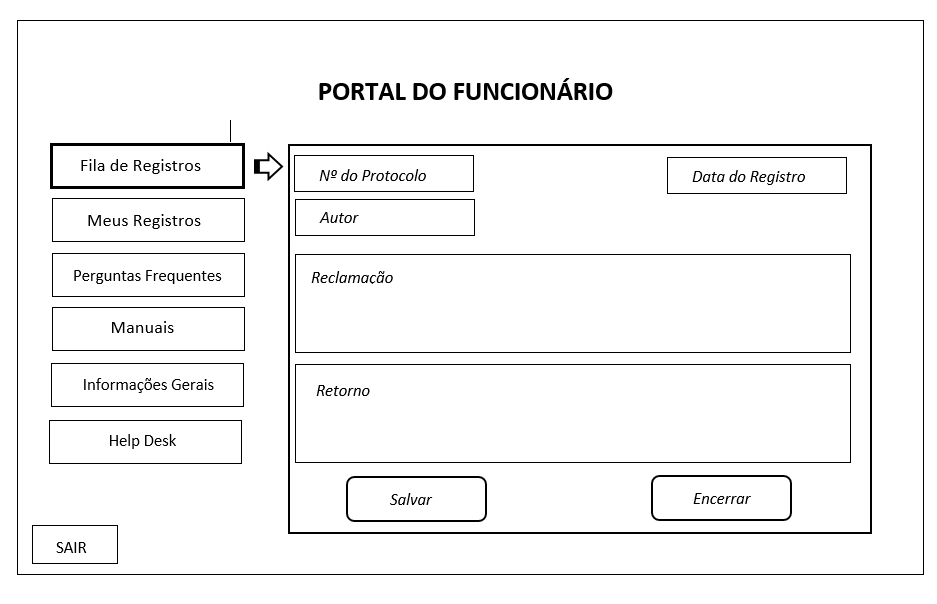 PORTAL DO FUNCIONÁRIO
Fila de Registros
Meus Registros
Perguntas Frequentes
Manuais
Informações Gerais
Help Desk
SAIR
Nº do Protocolo
Data do Registro
Autor
Reclamação
Retorno
Salvar
Encerrar